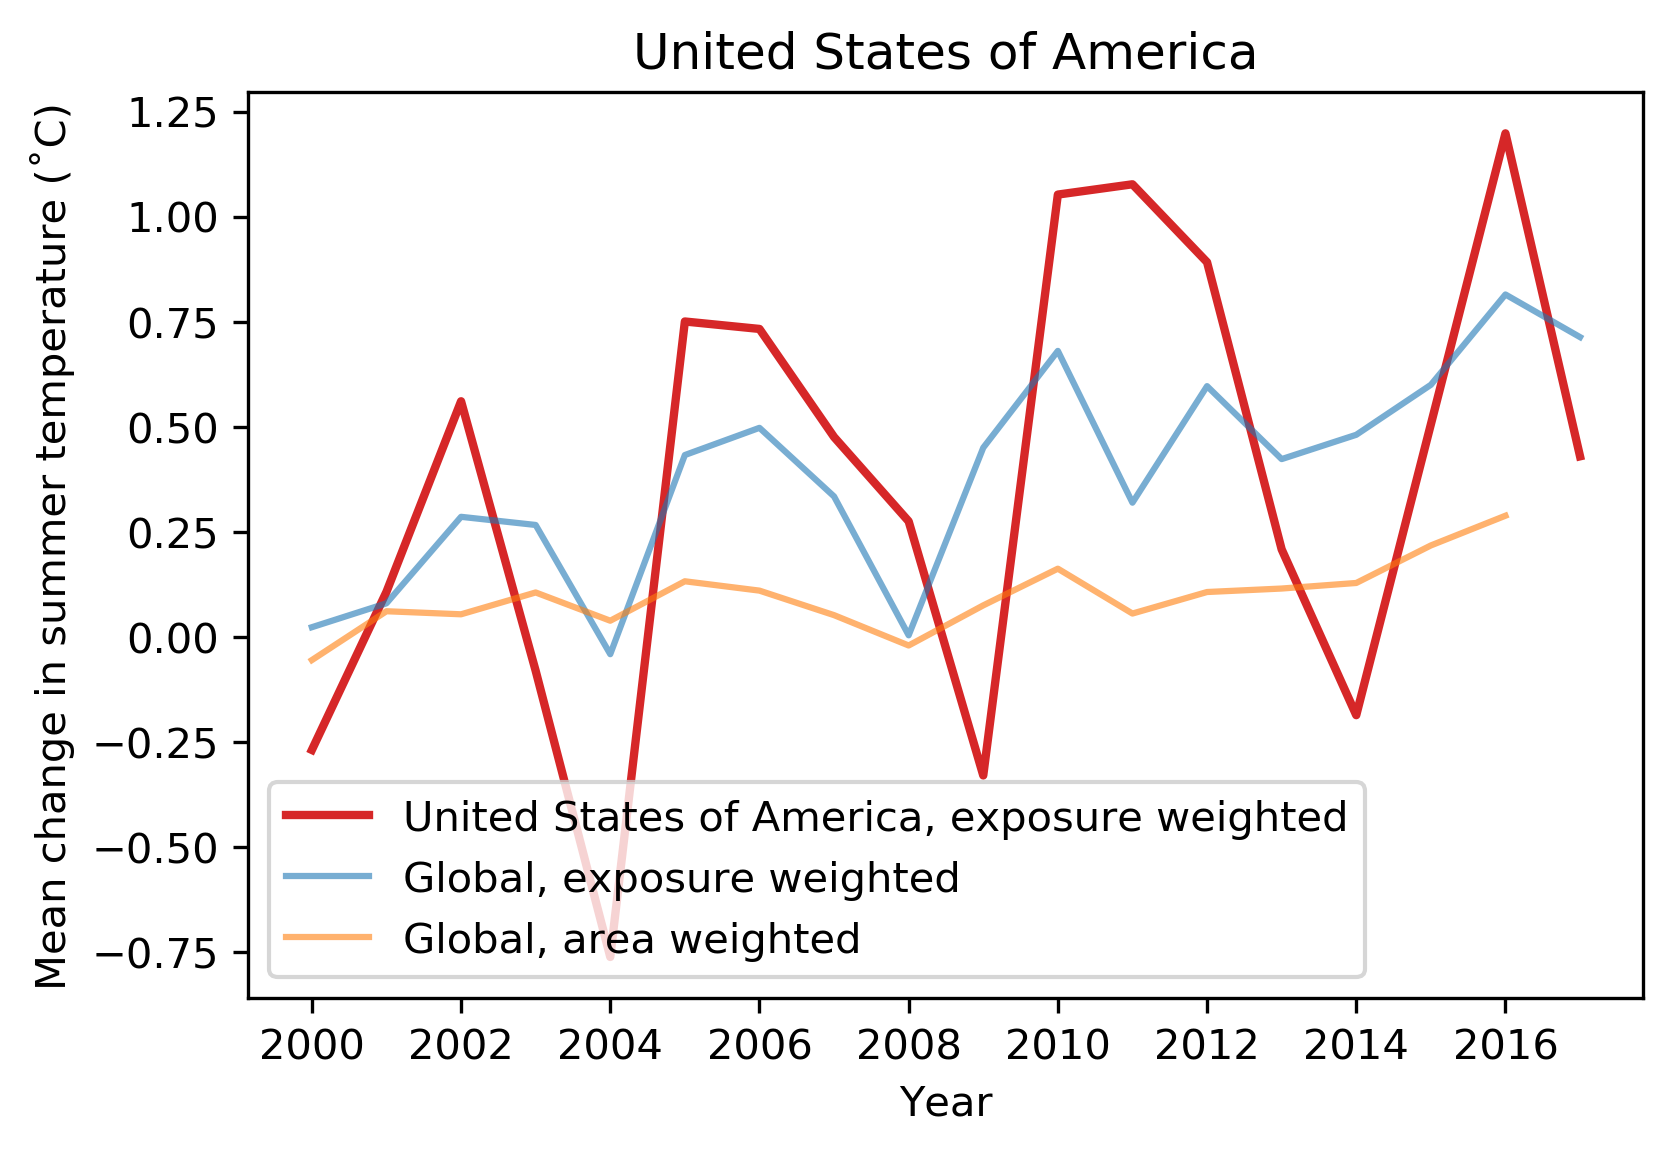 United States of America
Mean change in summer temperature (˚C)
1.25
1.00
0.75
0.50
0.25
0.00
−0.25
−0.50
−0.75
United States of America, exposure weighted
Global, exposure weighted
Global, area weighted
2000 2002 2004 2006 2008 2010 2012 2014 2016
Year